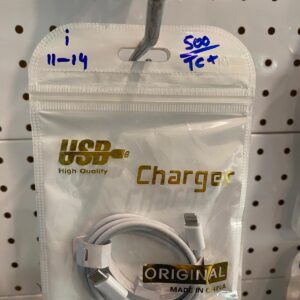 i
11-14
500
TC+
USB
High Quality
Charger
ORIGINAL
MADE IN CHINA